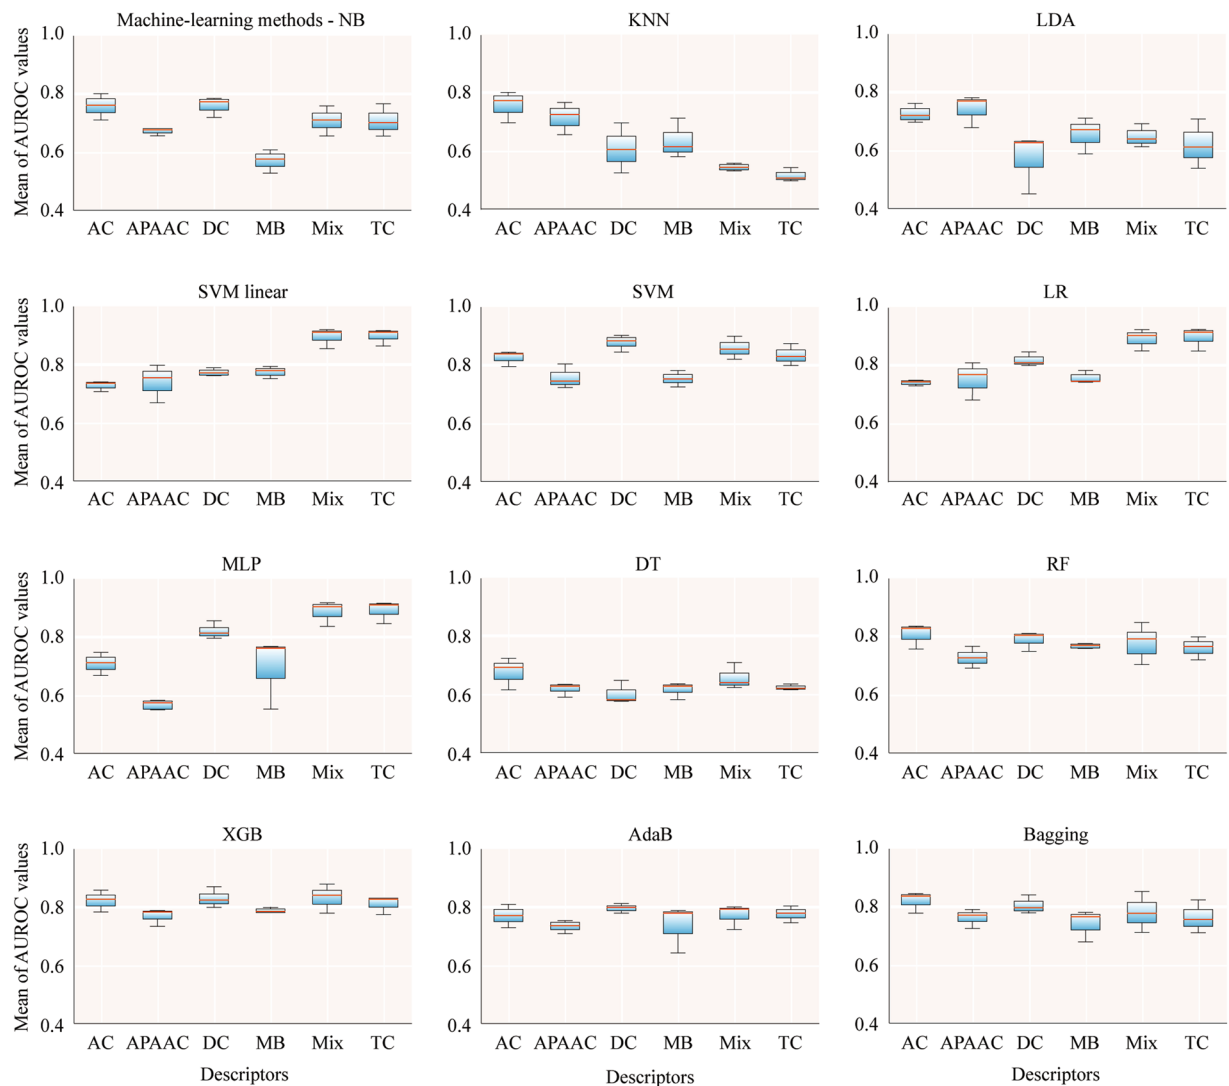 Machine-learning methods - NB
Mean of AUROC values
1.0
0.8
0.6
0.4
AC APAAC DC MB Mix TC
KNN
1.0
0.8
0.6
0.4
AC APAAC DC MB Mix TC
LDA
1.0
0.8
0.6
0.4
AC APAAC DC MB Mix TC
SVM linear
Mean of AUROC values
1.0
0.8
0.6
0.4
AC APAAC DC MB Mix TC
SVM
1.0
0.8
0.6
0.4
AC APAAC DC MB Mix TC
LR
1.0
0.8
0.6
0.4
AC APAAC DC MB Mix TC
MLP
Mean of AUROC values
1.0
0.8
0.6
0.4
AC APAAC DC MB Mix TC
DT
1.0
0.8
0.6
0.4
AC APAAC DC MB Mix TC
RF
1.0
0.8
0.6
0.4
AC APAAC DC MB Mix TC
XGB
Mean of AUROC values
1.0
0.8
0.6
0.4
AC APAAC DC MB Mix TC
Descriptors
AdaB
1.0
0.8
0.6
0.4
AC APAAC DC MB Mix TC
Descriptors
Bagging
1.0
0.8
0.6
0.4
AC APAAC DC MB Mix TC
Descriptors